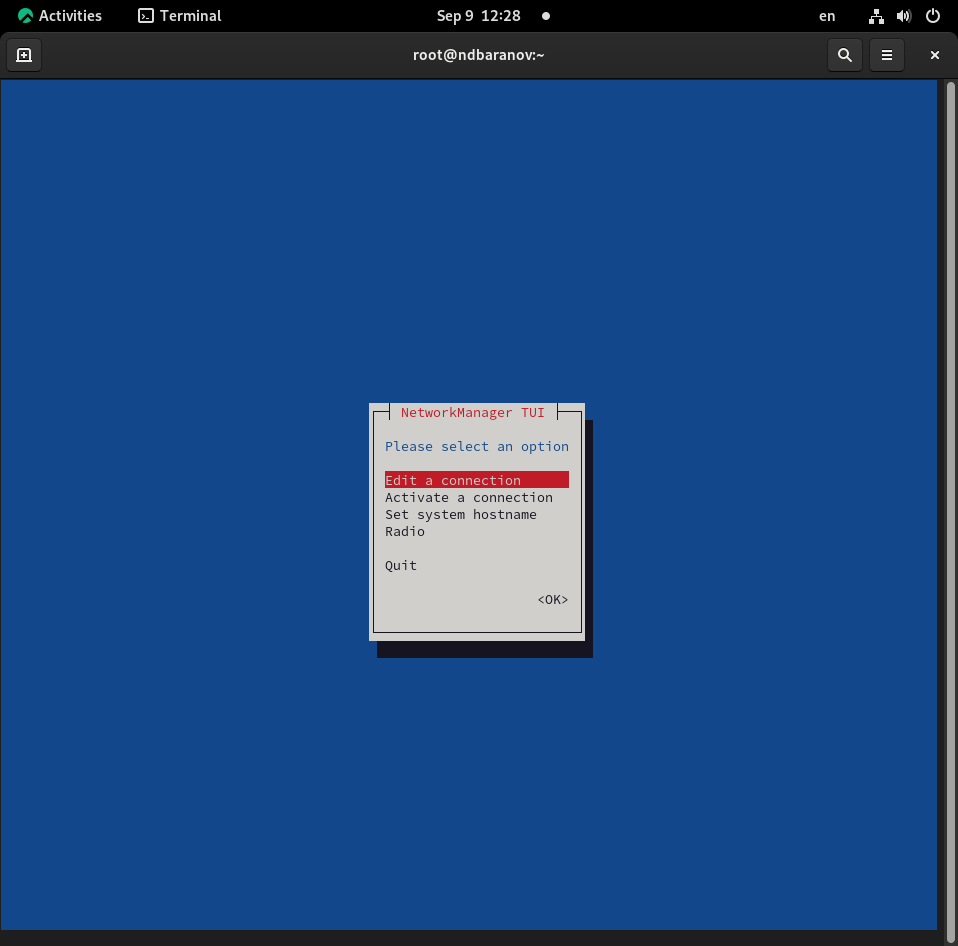 Activities Terminal Sep 9 12:28 en
root@ndbaranov:~
NetworkManager TUI
Please select an option
Edit a connection
Activate a connection
Set system hostname
Radio
Quit
<OK>